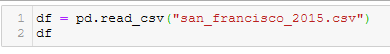 1 df = pd.read_csv("san_francisco_2015.csv")
2 df